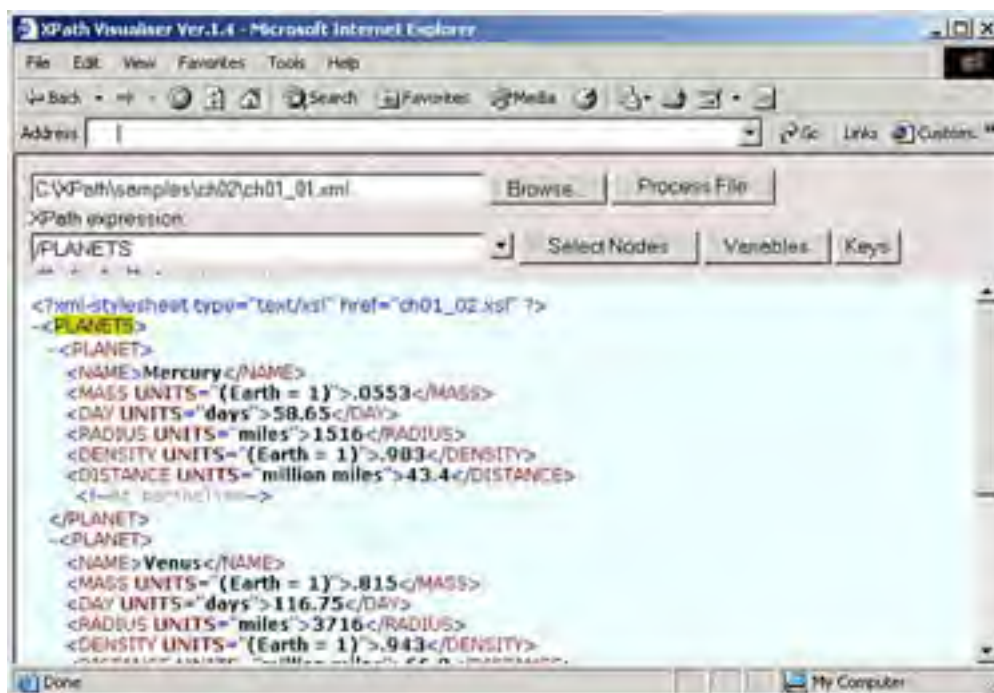 XPath Visualiser Ver.1.4 - Microsoft Internet Explorer
File Edit View Favorites Tools Help
Back Search Favorites Media
Address Go Links Custom. "
C:\XPath\samples\ch02\ch01_01.xml Browse... Process File
XPath expression:
/PLANETS Select Nodes Variables Keys
<?xml-stylesheet type="text/xsl" href="ch01_02.xsl" ?>
-<PLANETS>
-<PLANET>
<NAME>Mercury</NAME>
<MASS UNITS="(Earth = 1)">.0553</MASS>
<DAY UNITS="days">58.65</DAY>
<RADIUS UNITS="miles">1516</RADIUS>
<DENSITY UNITS="(Earth = 1)">.983</DENSITY>
<DISTANCE UNITS="million miles">43.4</DISTANCE>
<!--At perihelion-->
</PLANET>
-<PLANET>
<NAME>Venus</NAME>
<MASS UNITS="(Earth = 1)">.815</MASS>
<DAY UNITS="days">116.75</DAY>
<RADIUS UNITS="miles">3716</RADIUS>
<DENSITY UNITS="(Earth = 1)">.943</DENSITY>
Done My Computer